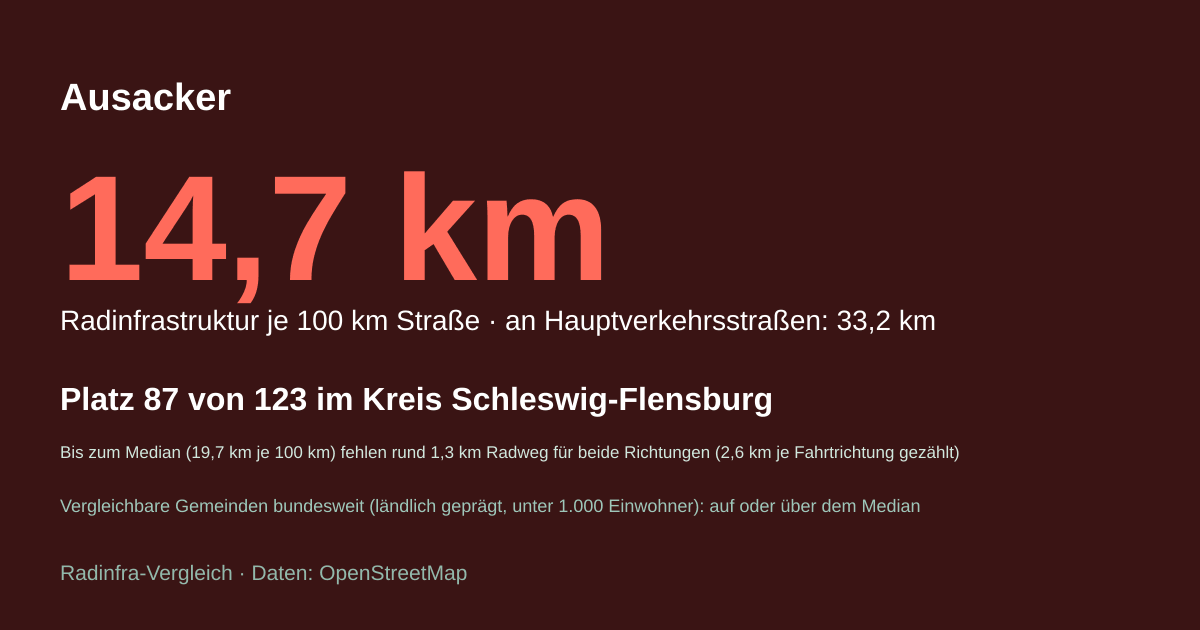 Ausacker
14,7 km
Radinfrastruktur je 100 km Straße · an Hauptverkehrsstraßen: 33,2 km
Platz 87 von 123 im Kreis Schleswig-Flensburg
Bis zum Median (19,7 km je 100 km) fehlen rund 1,3 km Radweg für beide Richtungen (2,6 km je Fahrtrichtung gezählt)
Vergleichbare Gemeinden bundesweit (ländlich geprägt, unter 1.000 Einwohner): auf oder über dem Median
Radinfra-Vergleich · Daten: OpenStreetMap